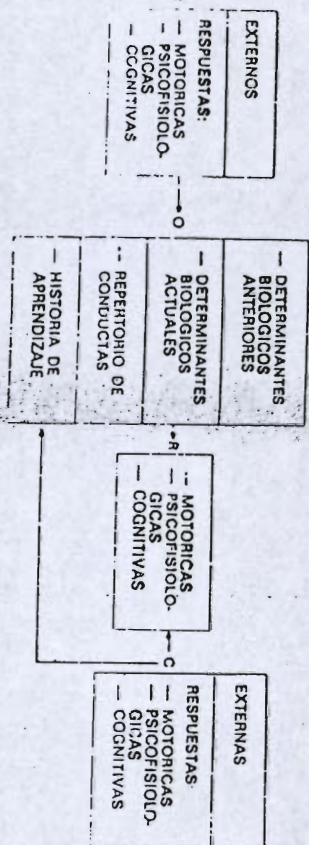 EXTERNOS
RESPUESTAS:
— MOTORICAS
— PSICOFISIOLO-
GICAS
— COGNITIVAS
O
— DETERMINANTES
BIOLOGICOS
ANTERIORES
— DETERMINANTES
BIOLOGICOS
ACTUALES
— REPERTORIO DE
CONDUCTAS
— HISTORIA DE
APRENDIZAJE
R
— MOTORICAS
— PSICOFISIOLO-
GICAS
— COGNITIVAS
C
EXTERNAS
RESPUESTAS
— MOTORICAS
— PSICOFISIOLO-
GICAS
— COGNITIVAS